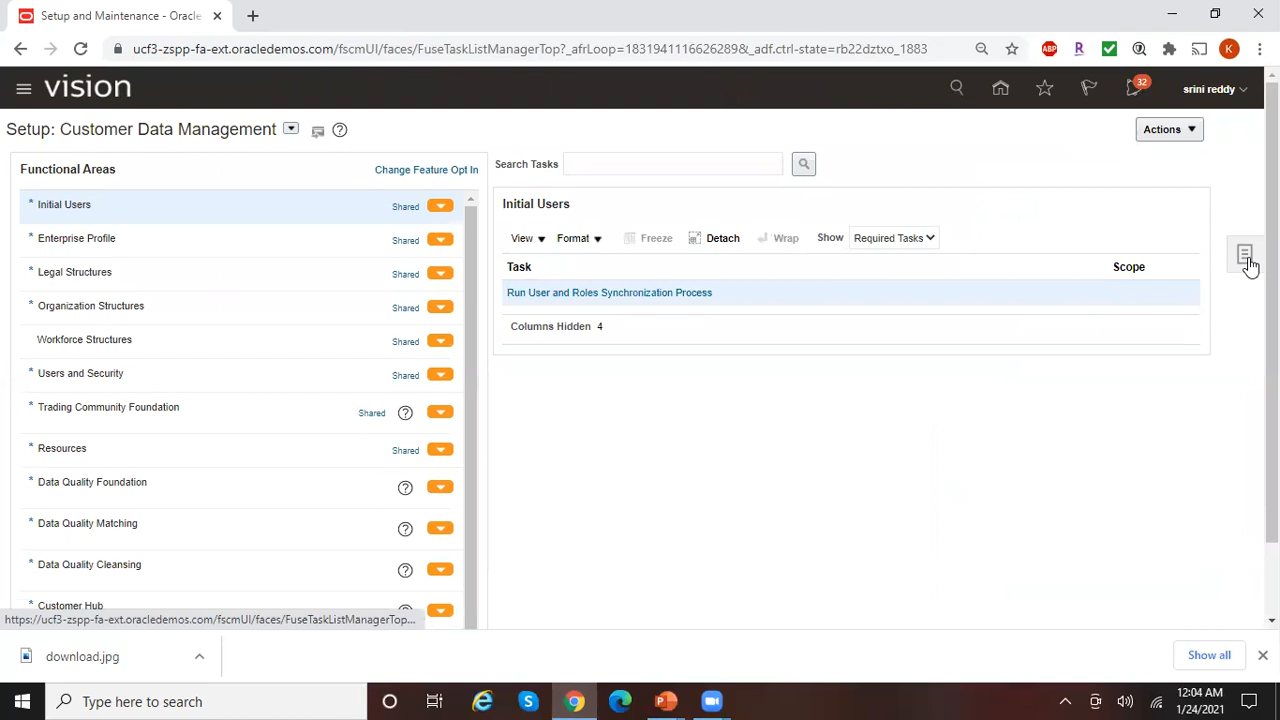 Setup and Maintenance - Oracle
ucf3-zspp-fa-ext.oracledemos.com/fscmUI/faces/FuseTaskListManagerTop?_afrLoop=18319411166262898&_adf.ctrl-state=rb22dztxo_1883
ABP
R
K
vision
32
srini reddy
Setup: Customer Data Management
?
Actions
Functional Areas
Change Feature Opt In
Search Tasks
* Initial Users Shared
* Enterprise Profile Shared
* Legal Structures Shared
* Organization Structures Shared
Workforce Structures Shared
* Users and Security Shared
* Trading Community Foundation Shared ?
* Resources Shared
* Data Quality Foundation ?
* Data Quality Matching ?
* Data Quality Cleansing ?
* Customer Hub
Initial Users
View Format Freeze Detach Wrap Show Required Tasks
Task Scope
Run User and Roles Synchronization Process
Columns Hidden 4
https://ucf3-zspp-fa-ext.oracledemos.com/fscmUI/faces/FuseTaskListManagerTop...
download.jpg
Show all
Type here to search
12:04 AM
1/24/2021